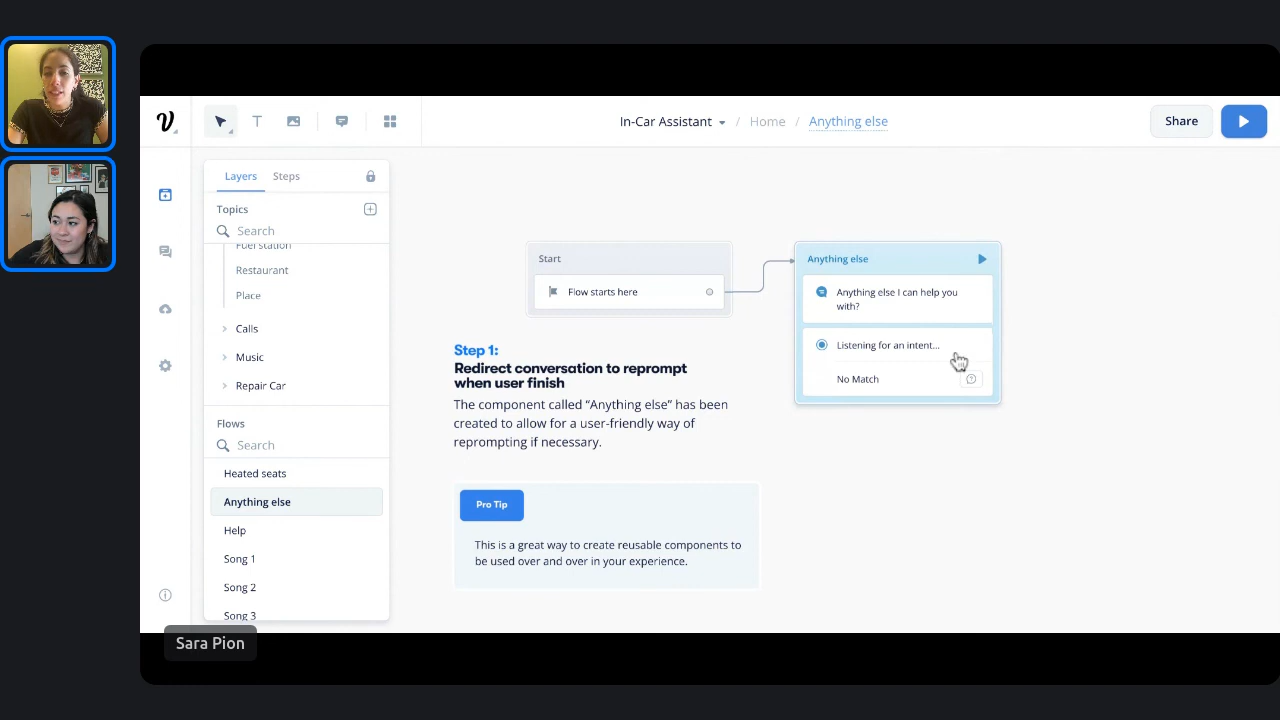 In-Car Assistant / Home / Anything else
Share
Layers
Steps
Topics
Search
Fuel station
Restaurant
Place
Calls
Music
Repair Car
Flows
Search
Heated seats
Anything else
Help
Song 1
Song 2
Song 3
Start
Flow starts here
Anything else
Anything else I can help you
with?
Listening for an intent...
No Match
Step 1:
Redirect conversation to reprompt
when user finish
The component called “Anything else” has been
created to allow for a user-friendly way of
reprompting if necessary.
Pro Tip
This is a great way to create reusable components to
be used over and over in your experience.
Sara Pion